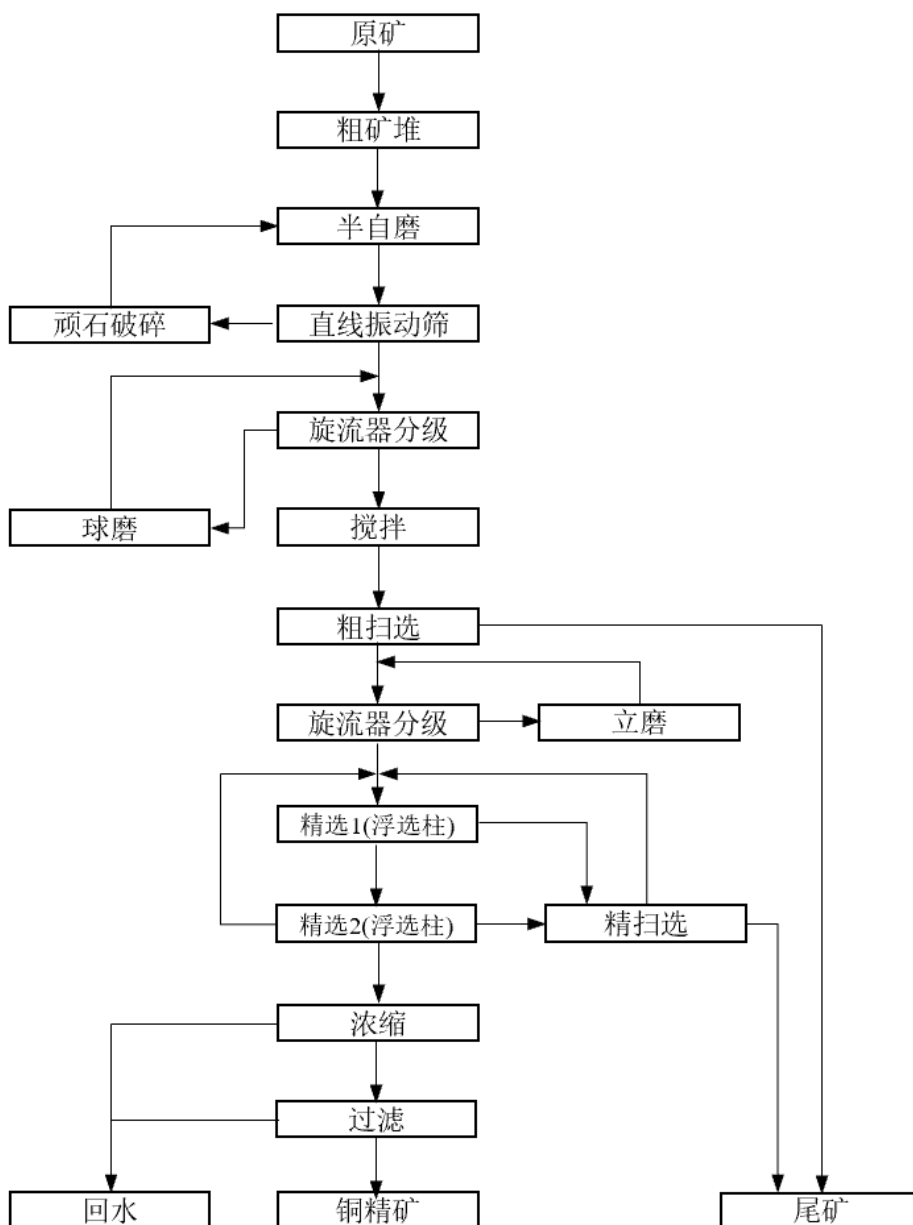 原矿
粗矿堆
半自磨
顽石破碎
直线振动筛
旋流器分级
球磨
搅拌
粗扫选
旋流器分级
立磨
精选1(浮选柱)
精选2(浮选柱)
精扫选
浓缩
过滤
回水
铜精矿
尾矿